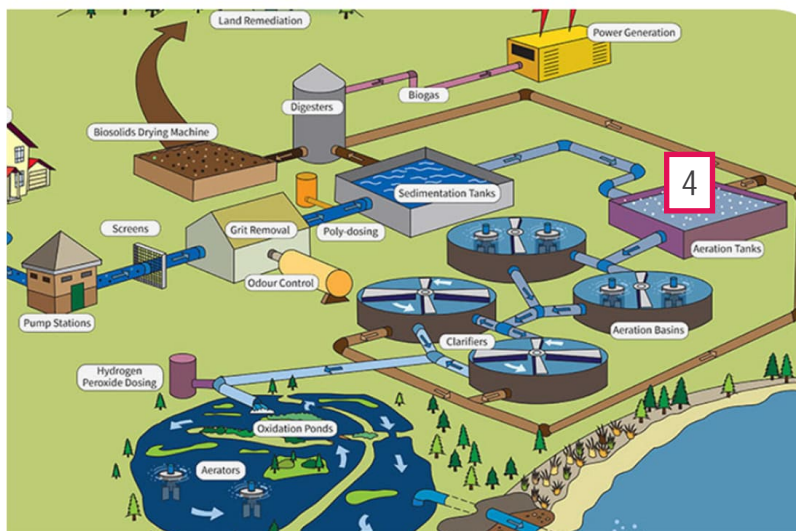 Land Remediation
Power Generation
Digesters
Biogas
Biosolids Drying Machine
4
Sedimentation Tanks
Screens
Grit Removal
Poly-dosing
Aeration Tanks
Odour Control
Pump Stations
Aeration Basins
Clarifiers
Hydrogen
Peroxide Dosing
Oxidation Ponds
Aerators